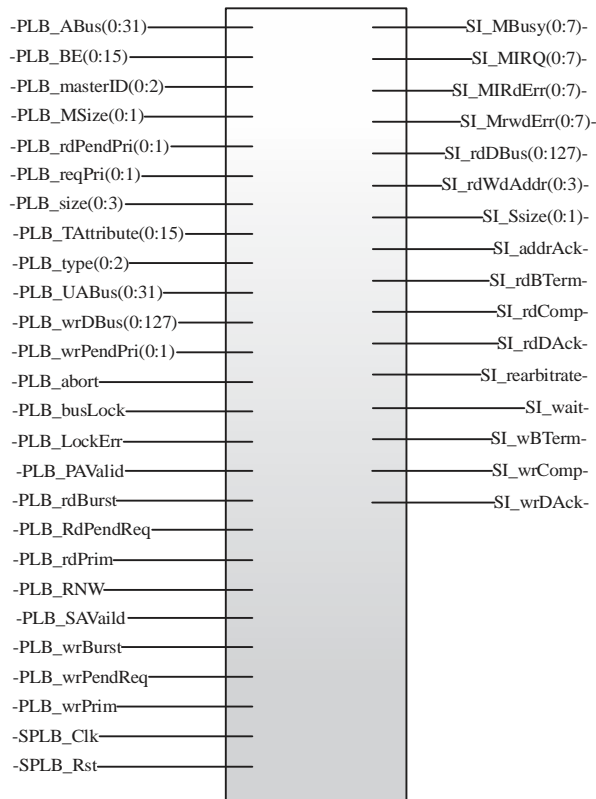 -PLB_ABus(0:31)
-PLB_BE(0:15)
-PLB_masterID(0:2)
-PLB_MSize(0:1)
-PLB_rdPendPri(0:1)
-PLB_reqPri(0:1)
-PLB_size(0:3)
-PLB_TAttribute(0:15)
-PLB_type(0:2)
-PLB_UABus(0:31)
-PLB_wrDBus(0:127)
-PLB_wrPendPri(0:1)
-PLB_abort
-PLB_busLock
-PLB_LockErr
-PLB_PAValid
-PLB_rdBurst
-PLB_RdPendReq
-PLB_rdPrim
-PLB_RNW
-PLB_SAVaild
-PLB_wrBurst
-PLB_wrPendReq
-PLB_wrPrim
-SPLB_Clk
-SPLB_Rst
SI_MBusy(0:7)-
SI_MIRQ(0:7)-
SI_MIRdErr(0:7)-
SI_MrwdErr(0:7)-
SI_rdDBus(0:127)-
SI_rdWdAddr(0:3)-
SI_Ssize(0:1)-
SI_addrAck-
SI_rdBTerm-
SI_rdComp-
SI_rdDAck-
SI_rearbitrate-
SI_wait-
SI_wBTerm-
SI_wrComp-
SI_wrDAck-